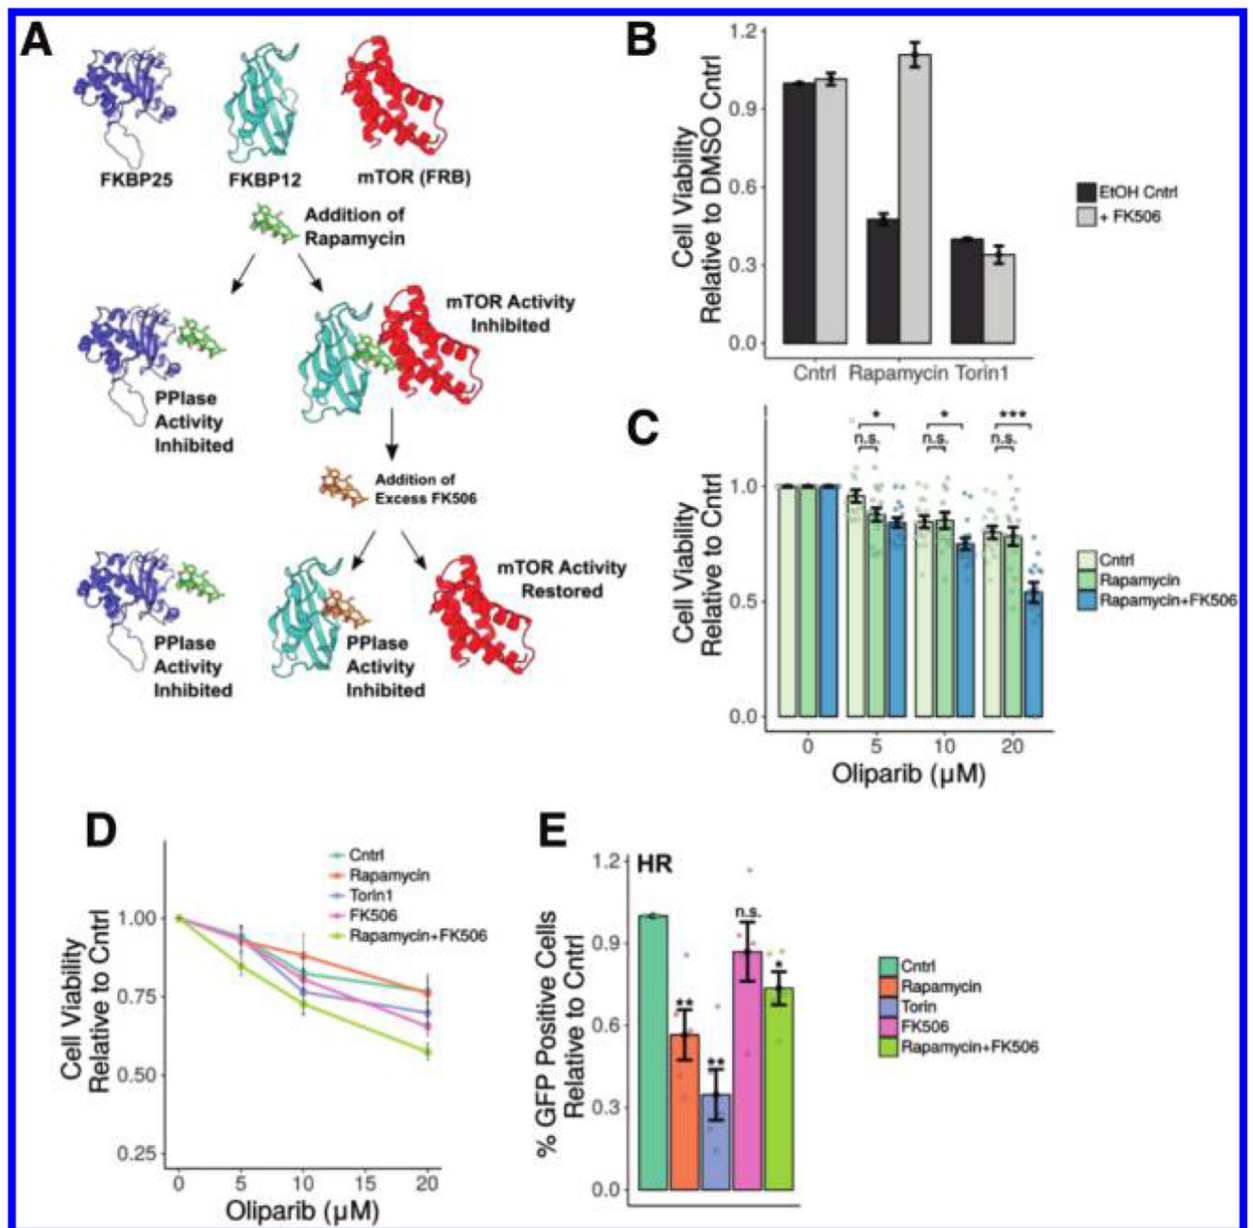 A
FKBP25
FKBP12
mTOR (FRB)
Addition of
Rapamycin
mTOR Activity
Inhibited
PPIase
Activity
Inhibited
Addition of
Excess FK506
mTOR Activity
Restored
PPIase
Activity
Inhibited
PPIase
Activity
Inhibited
B
Cell Viability
Relative to DMSO Cntrl
1.2
0.9
0.6
0.3
0.0
Cntrl Rapamycin Torin1
EtOH Cntrl
+ FK506
C
Cell Viability
Relative to Cntrl
1.0
0.5
0.0
* * ***
n.s. n.s. n.s.
0 5 10 20
Oliparib (µM)
Cntrl
Rapamycin
Rapamycin+FK506
D
Cell Viability
Relative to Cntrl
1.00
0.75
0.50
0.25
0 5 10 15 20
Oliparib (µM)
Cntrl
Rapamycin
Torin1
FK506
Rapamycin+FK506
E
HR
% GFP Positive Cells
Relative to Cntrl
1.2
0.9
0.6
0.3
0.0
**
**
n.s.
*
Cntrl
Rapamycin
Torin
FK506
Rapamycin+FK506